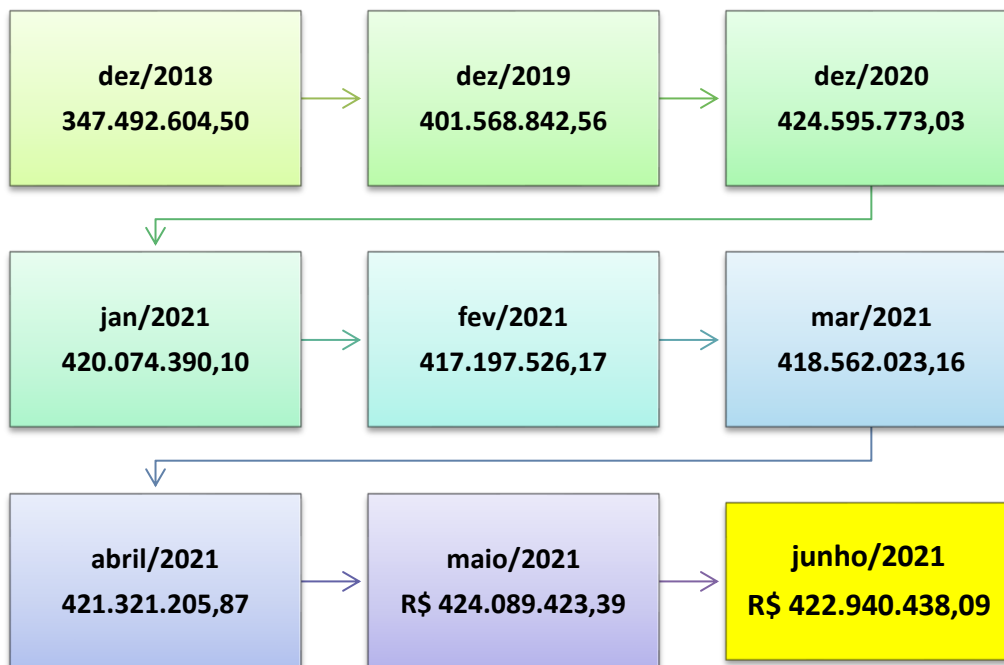 dez/2018
347.492.604,50
dez/2019
401.568.842,56
dez/2020
424.595.773,03
jan/2021
420.074.390,10
fev/2021
417.197.526,17
mar/2021
418.562.023,16
abril/2021
421.321.205,87
maio/2021
R$ 424.089.423,39
junho/2021
R$ 422.940.438,09